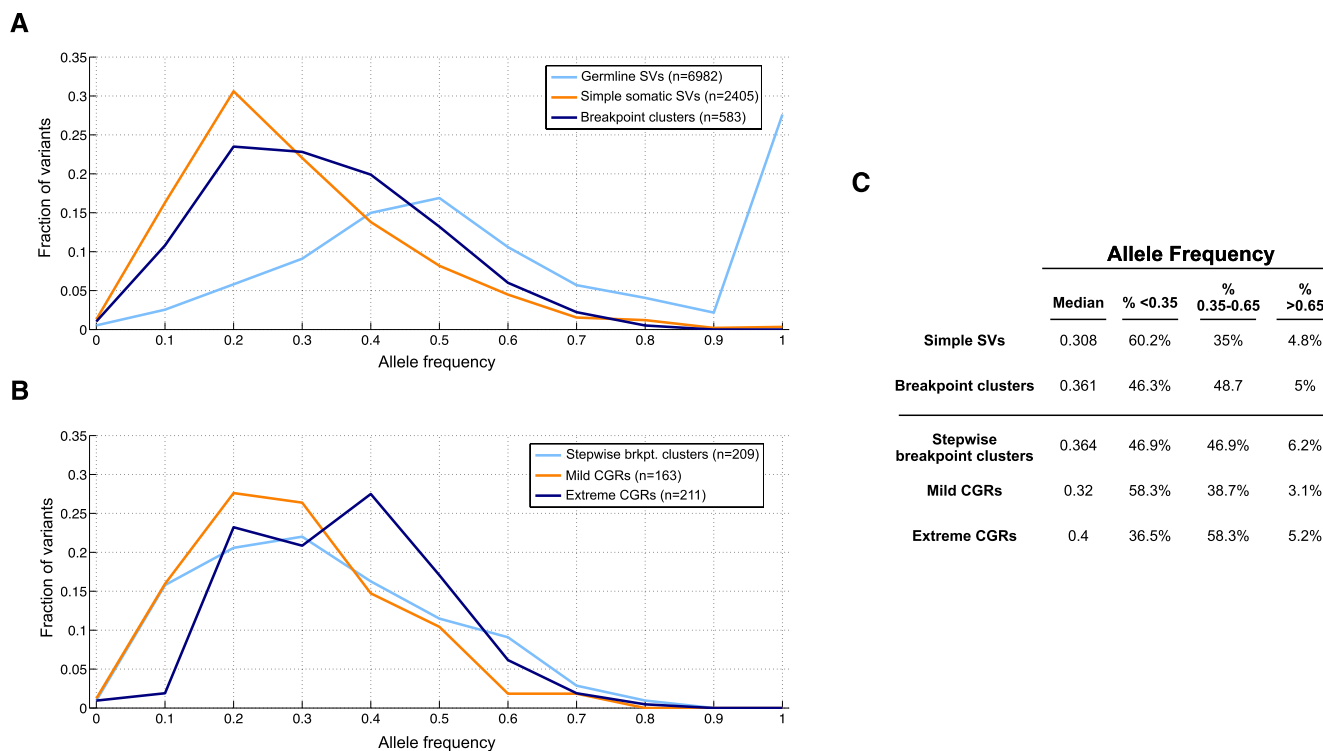 A
0.35
0.3
0.25
0.2
0.15
0.1
0.05
0
Fraction of variants
Germline SVs (n=6982)
Simple somatic SVs (n=2405)
Breakpoint clusters (n=583)
0 0.1 0.2 0.3 0.4 0.5 0.6 0.7 0.8 0.9 1
Allele frequency
B
0.35
0.3
0.25
0.2
0.15
0.1
0.05
0
Fraction of variants
Stepwise brkpt. clusters (n=209)
Mild CGRs (n=163)
Extreme CGRs (n=211)
0 0.1 0.2 0.3 0.4 0.5 0.6 0.7 0.8 0.9 1
Allele frequency
C
Allele Frequency
Median % <0.35 % 0.35-0.65 % >0.65
Simple SVs 0.308 60.2% 35% 4.8%
Breakpoint clusters 0.361 46.3% 48.7 5%
Stepwise
breakpoint clusters 0.364 46.9% 46.9% 6.2%
Mild CGRs 0.32 58.3% 38.7% 3.1%
Extreme CGRs 0.4 36.5% 58.3% 5.2%